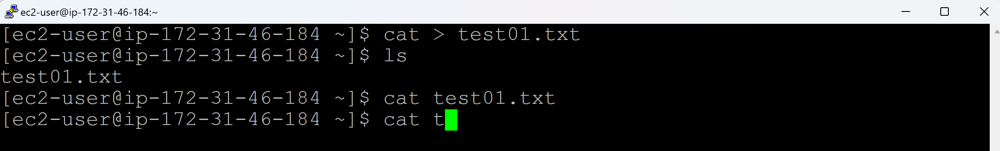 ec2-user@ip-172-31-46-184:~
[ec2-user@ip-172-31-46-184 ~]$ cat > test01.txt
[ec2-user@ip-172-31-46-184 ~]$ ls
test01.txt
[ec2-user@ip-172-31-46-184 ~]$ cat test01.txt
[ec2-user@ip-172-31-46-184 ~]$ cat t